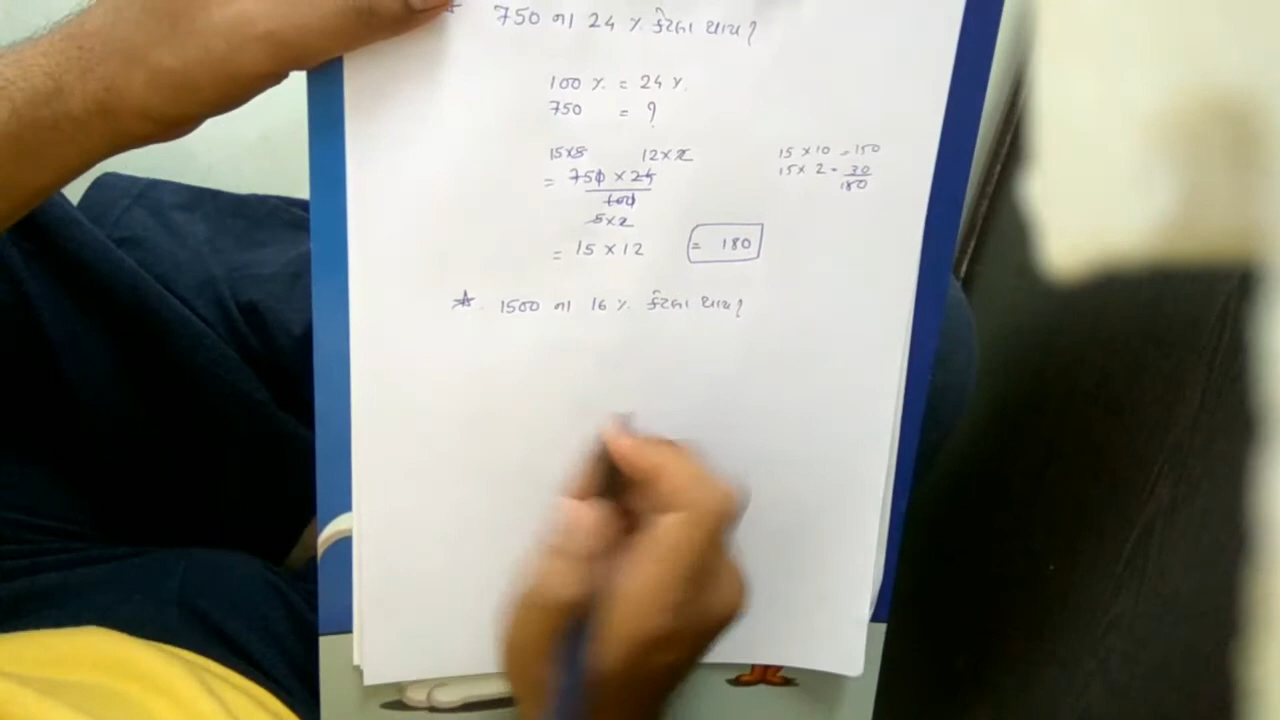 750 ના 24 % કેટલા થાય?
100 % = 24 %.
750 = ?
15×5 12×2
= 750 × 24
100
5×2
= 15 × 12 = 180
15 × 10 = 150
15 × 2 = 30
180
1500 ના 16 %. કેટલા થાય?